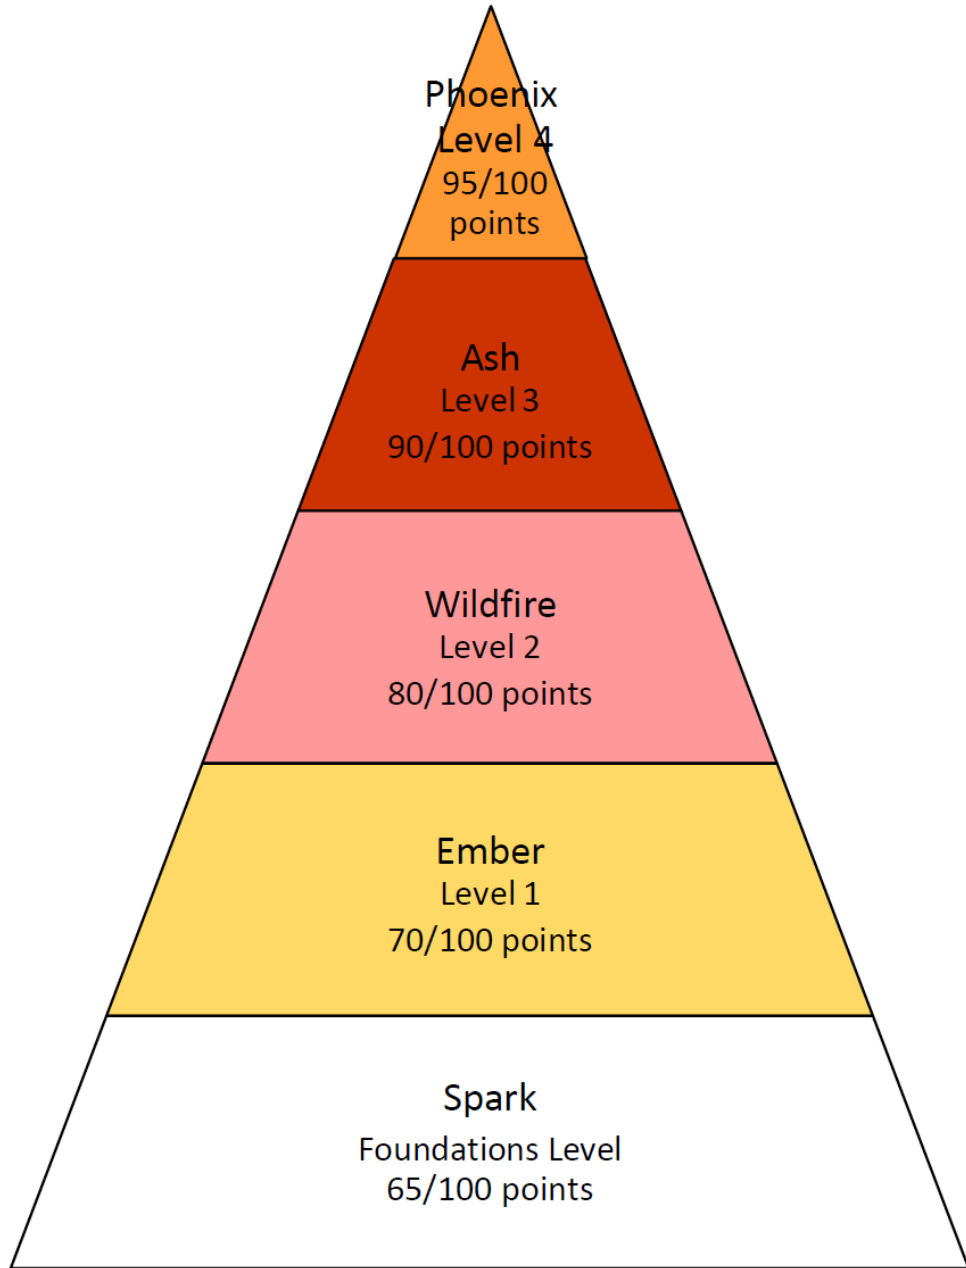 Phoenix
Level 4
95/100
points
Ash
Level 3
90/100 points
Wildfire
Level 2
80/100 points
Ember
Level 1
70/100 points
Spark
Foundations Level
65/100 points